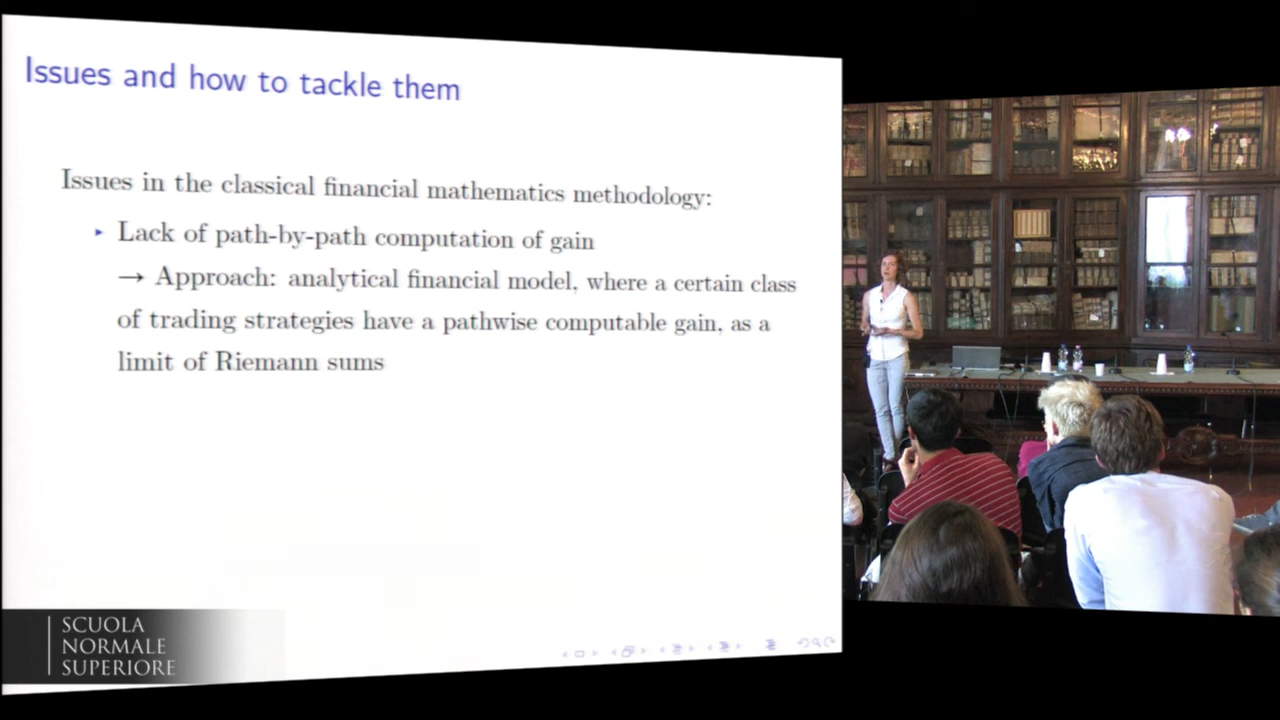 Issues and how to tackle them
Issues in the classical financial mathematics methodology:
▸ Lack of path-by-path computation of gain
→ Approach: analytical financial model, where a certain class
of trading strategies have a pathwise computable gain, as a
limit of Riemann sums
SCUOLA
NORMALE
SUPERIORE